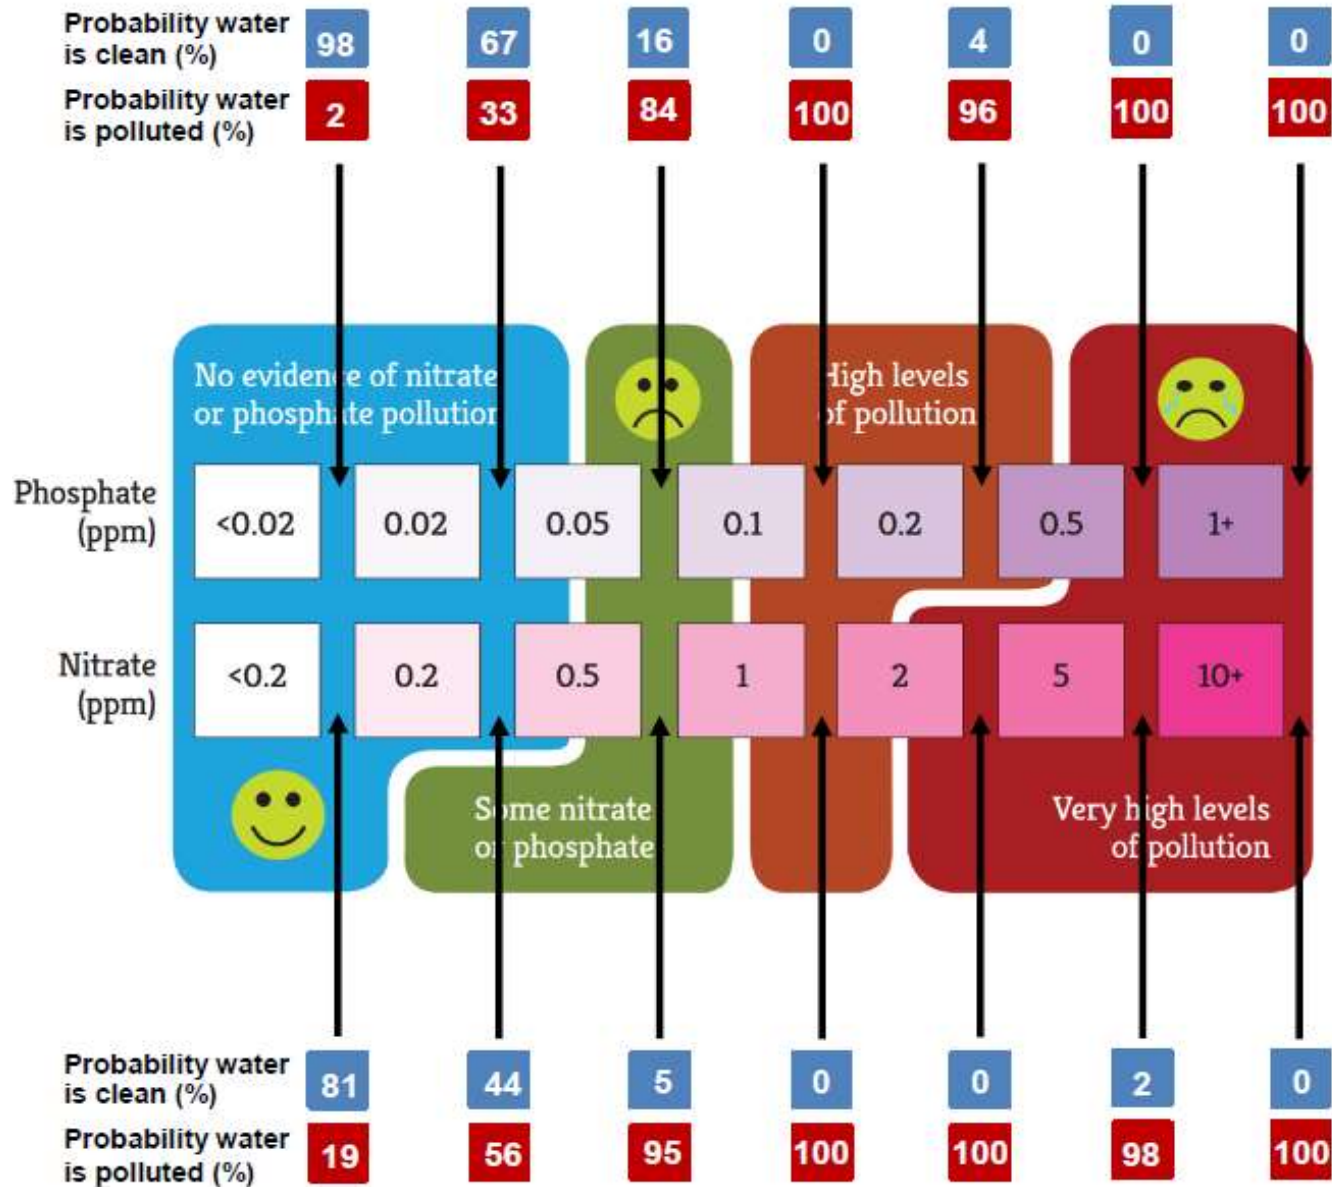 Probability water
is clean (%)
98 67 16 0 4 0 0
Probability water
is polluted (%)
2 33 84 100 96 100 100
No evidence of nitrate
or phosphate pollution
High levels
of pollution
Phosphate
(ppm)
<0.02 0.02 0.05 0.1 0.2 0.5 1+
Nitrate
(ppm)
<0.2 0.2 0.5 1 2 5 10+
Some nitrate
or phosphate
Very high levels
of pollution
Probability water
is clean (%)
81 44 5 0 0 2 0
Probability water
is polluted (%)
19 56 95 100 100 98 100